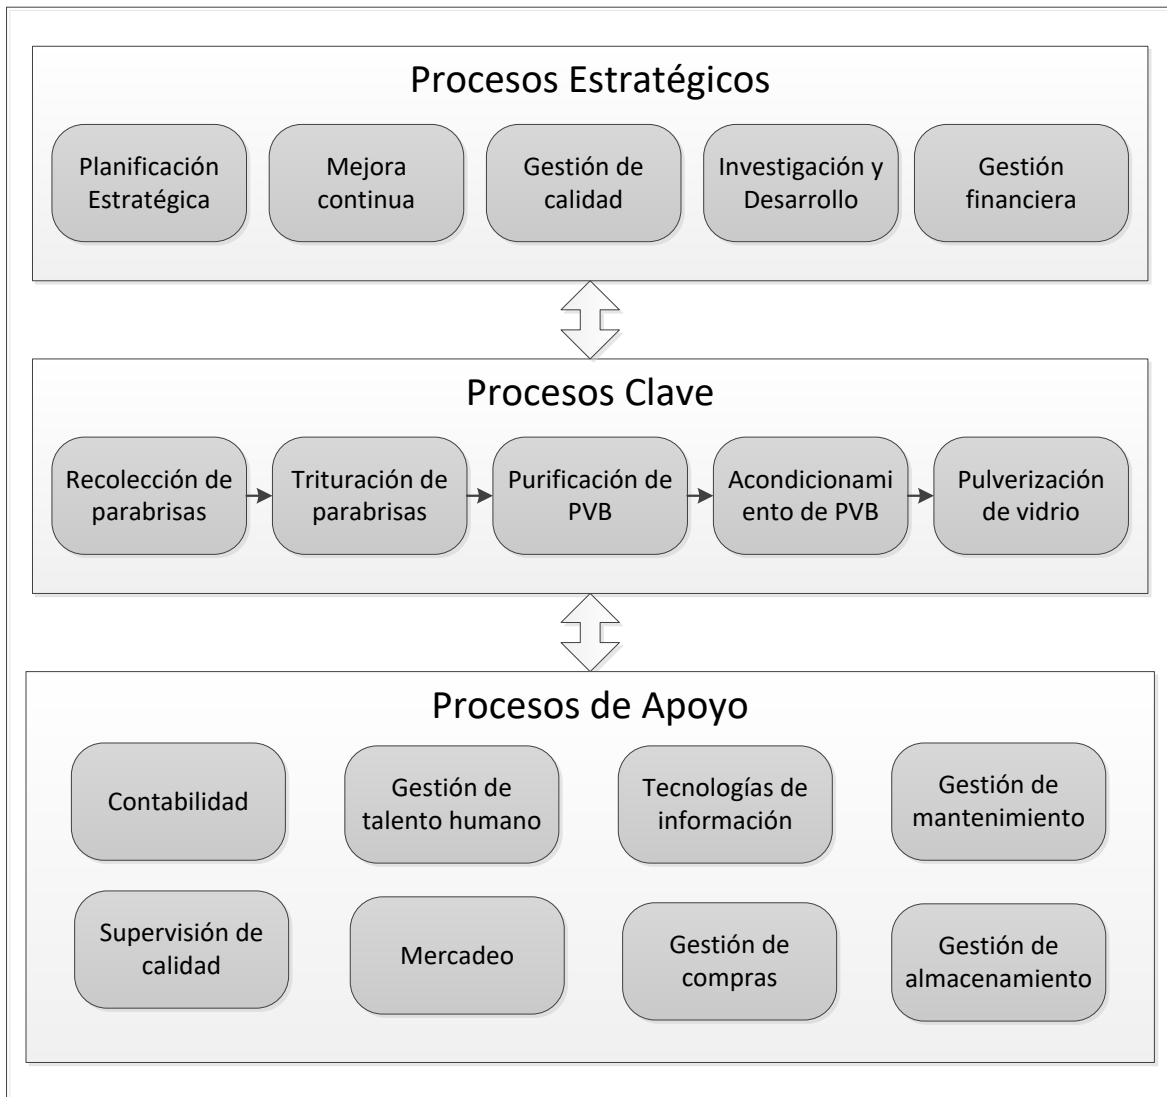 Procesos Estratégicos
Planificación
Estratégica
Mejora
continua
Gestión de
calidad
Investigación y
Desarrollo
Gestión
financiera
Procesos Clave
Recolección de
parabrisas
Trituración de
parabrisas
Purificación de
PVB
Acondicionami
ento de PVB
Pulverización
de vidrio
Procesos de Apoyo
Contabilidad
Gestión de
talento humano
Tecnologías de
información
Gestión de
mantenimiento
Supervisión de
calidad
Mercadeo
Gestión de
compras
Gestión de
almacenamiento